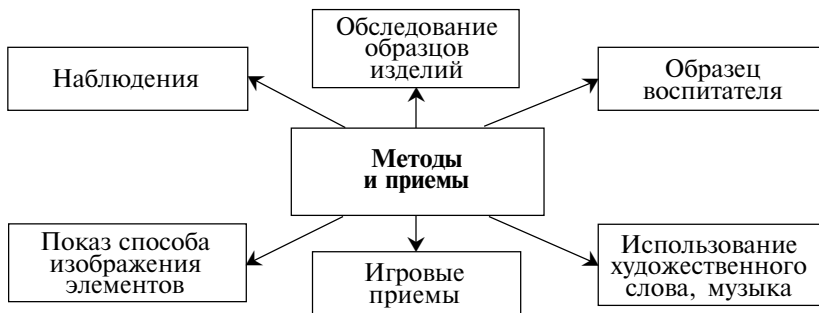 Обследование
образцов
изделий
Наблюдения
Образец
воспитателя
Методы
и приемы
Показ способа
изображения
элементов
Игровые
приемы
Использование
художественного
слова, музыка